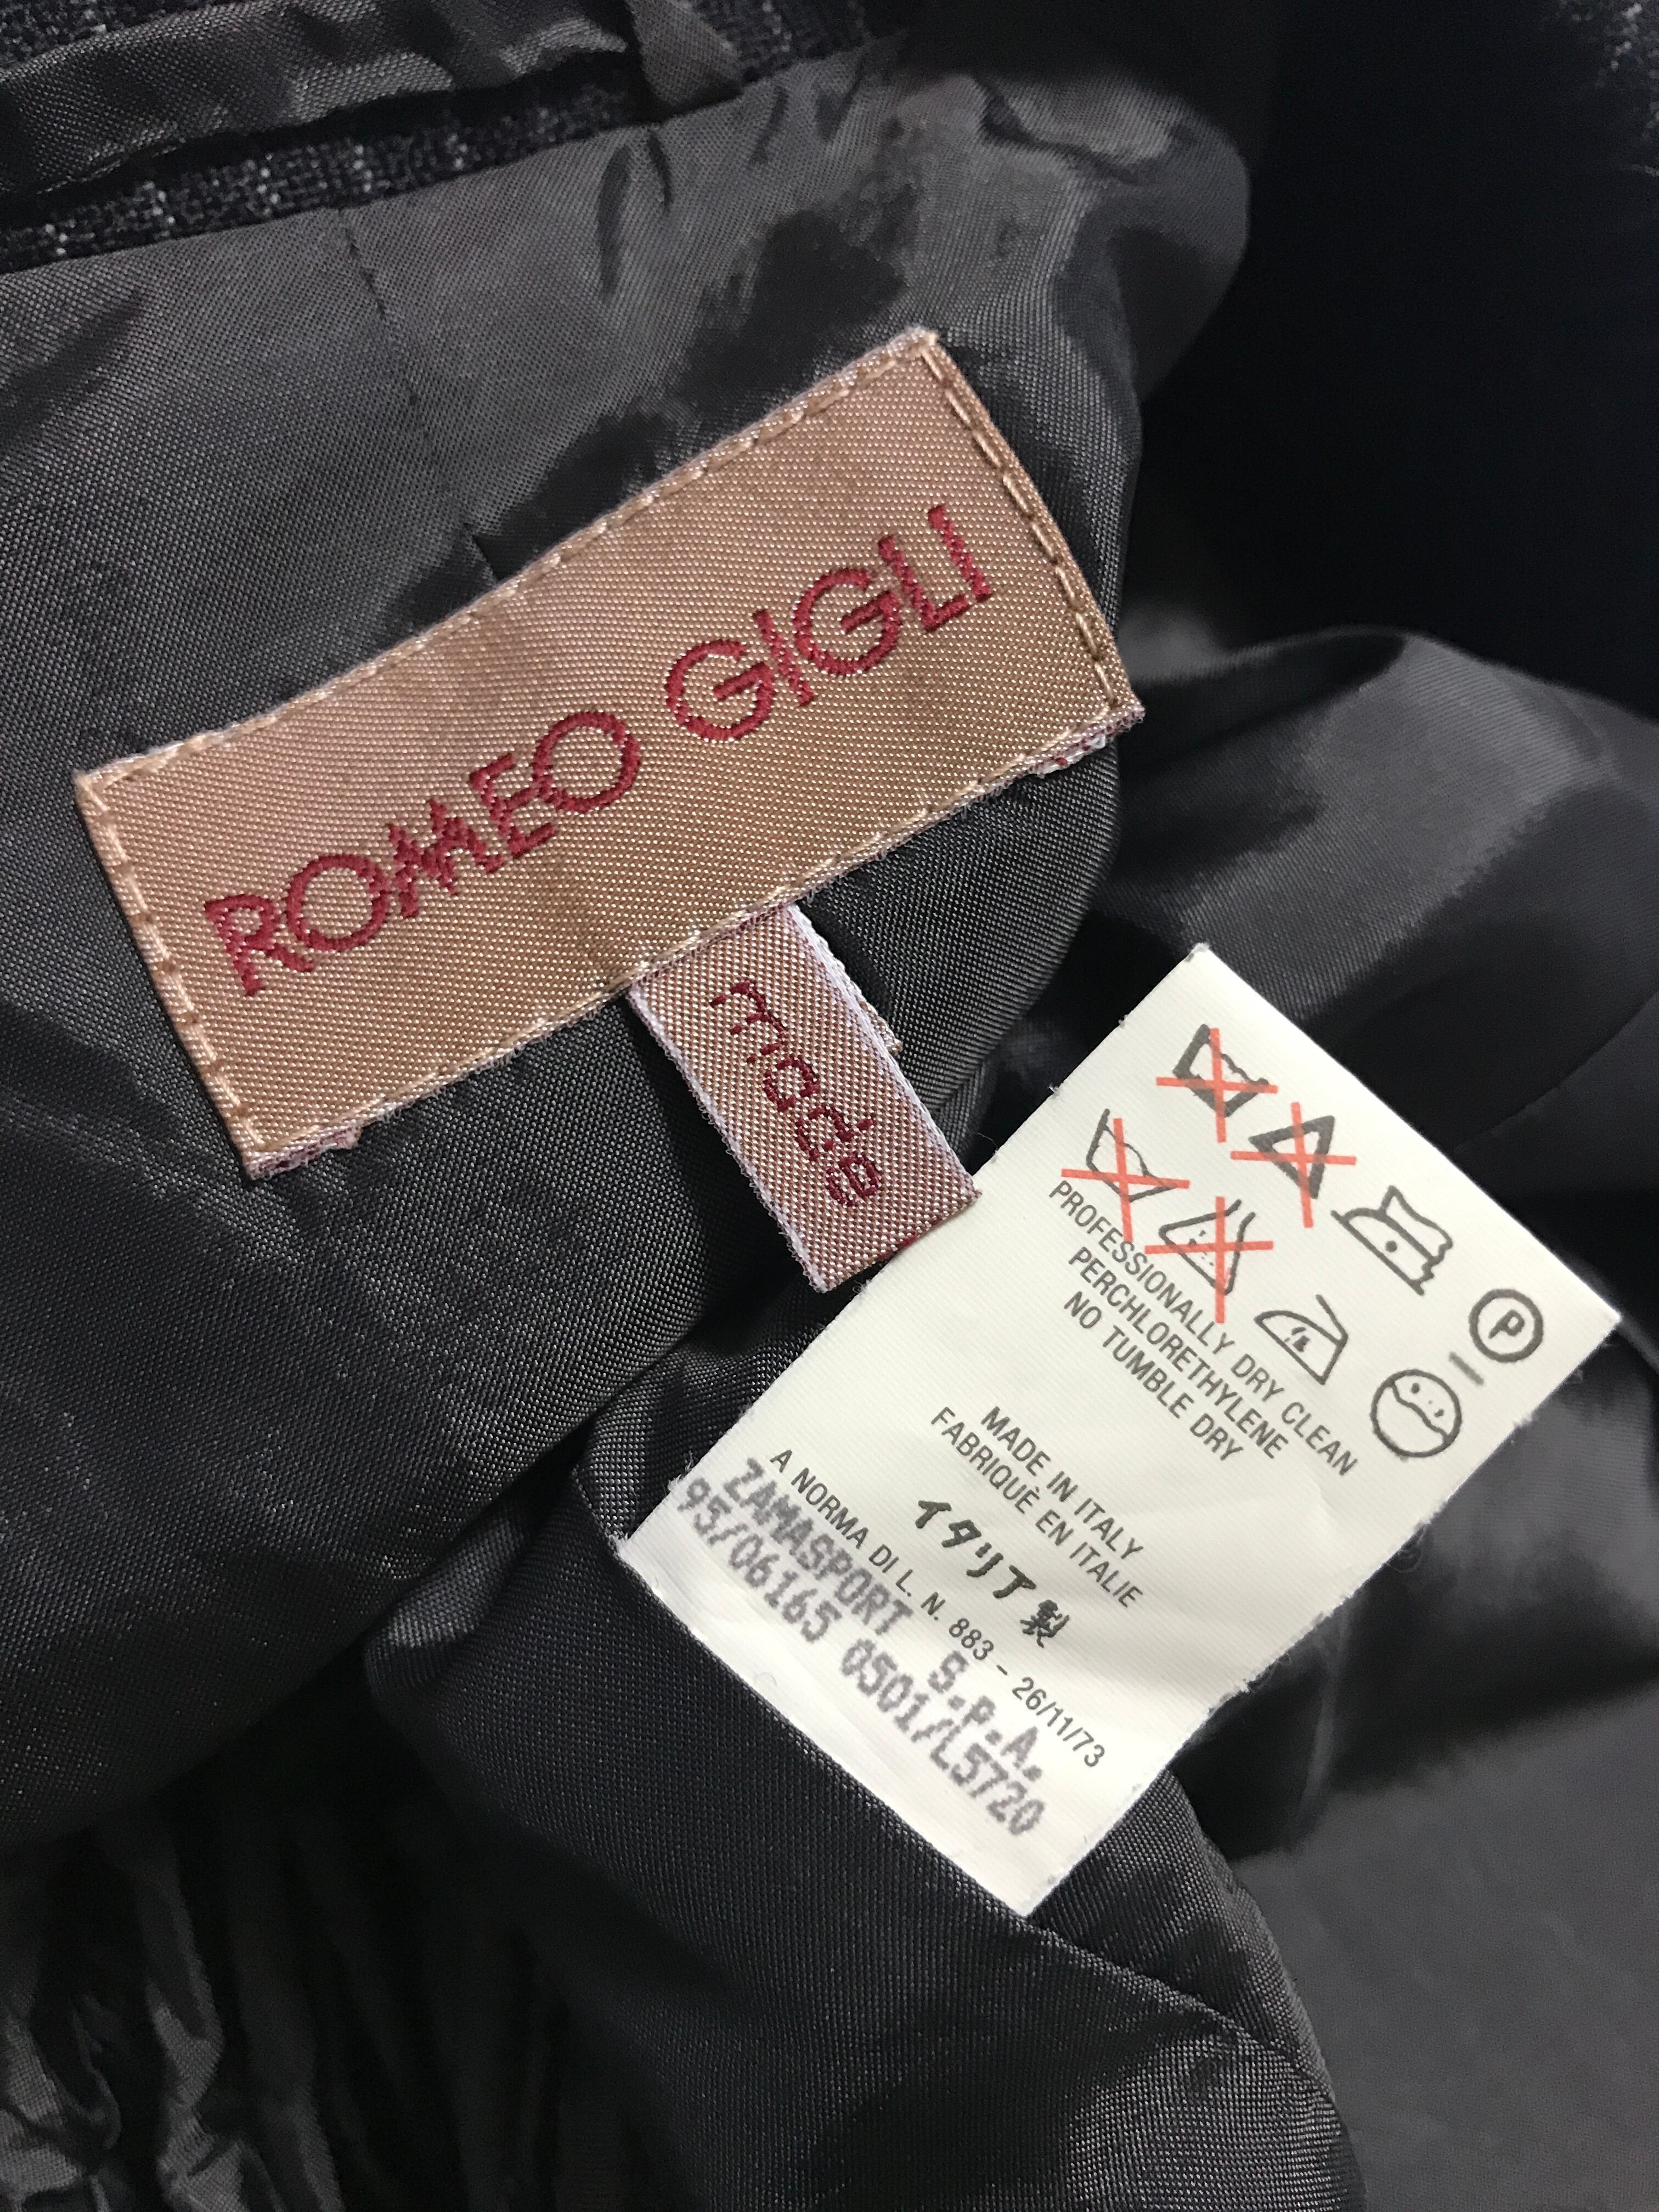 ROMEO GIGLI
made
P
PROFESSIONALLY DRY CLEAN
PERCHLORETHYLENE
NO TUMBLE DRY
MADE IN ITALY
FABRIQUÈ EN ITALIE
イタリア製
A NORMA DI L. N. 883 - 26/11/73
ZAMASPORT S.P.A.
95/06165 0501/L5720